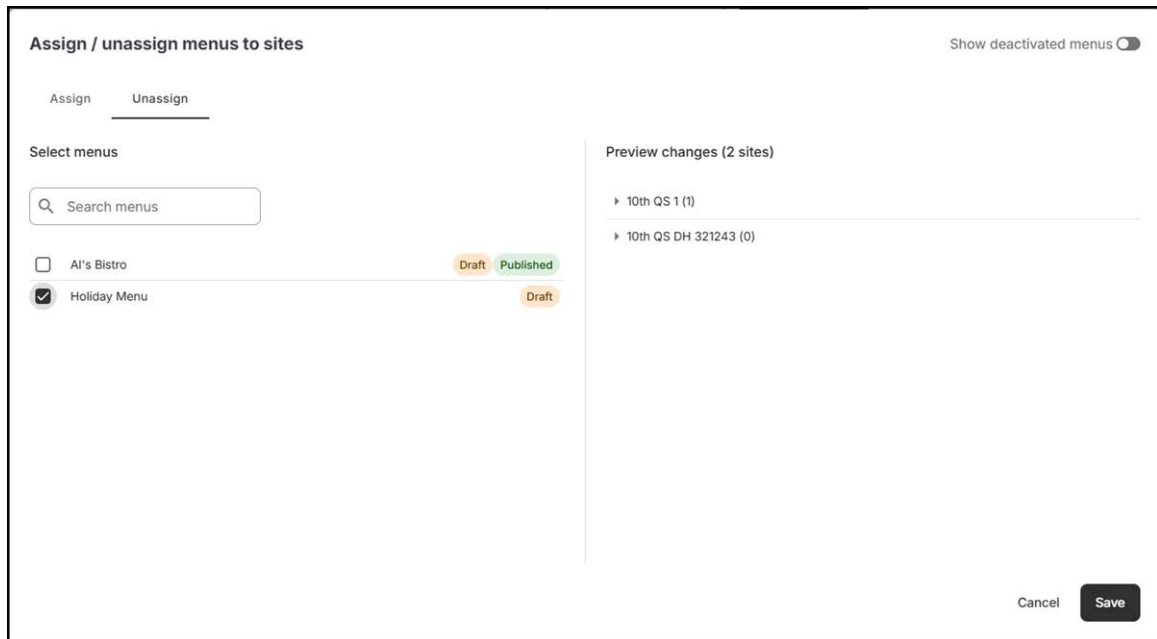 Assign / unassign menus to sites
Show deactivated menus
Assign
Unassign
Select menus
Search menus
Al's Bistro
Draft
Published
Holiday Menu
Draft
Preview changes (2 sites)
10th QS 1 (1)
10th QS DH 321243 (0)
Cancel
Save